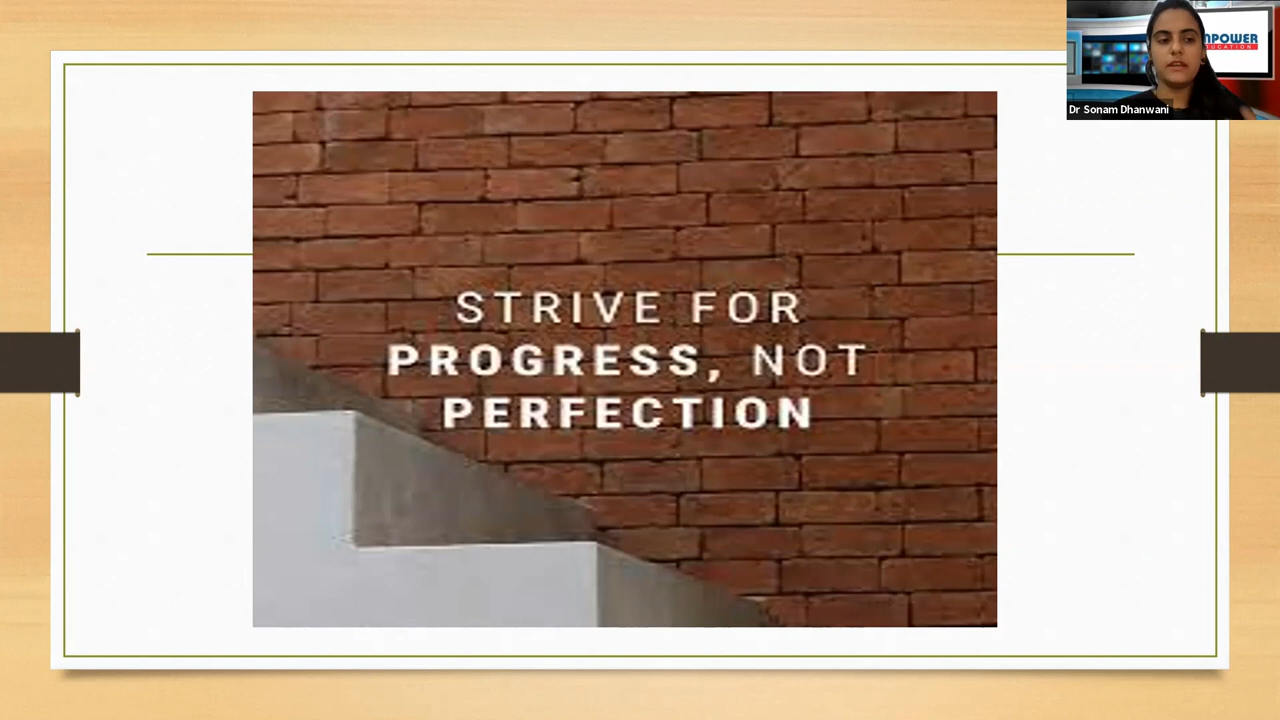 STRIVE FOR
PROGRESS, NOT
PERFECTION
Dr Sonam Dhanwani